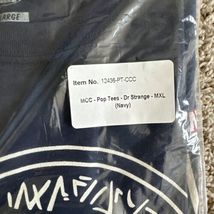 LARGE
Item No. 12436-PT-CCC
MCC - Pop Tees - Dr Strange - MXL
(Navy)